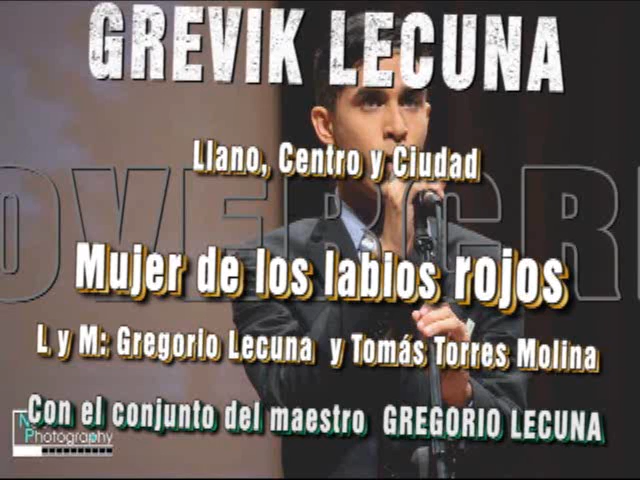 GREVIK LECUNA
Llano, Centro y Ciudad
OVERGR
Mujer de los labios rojos
L y M: Gregorio Lecuna y Tomás Torres Molina
Con el conjunto del maestro GREGORIO LECUNA
Photography